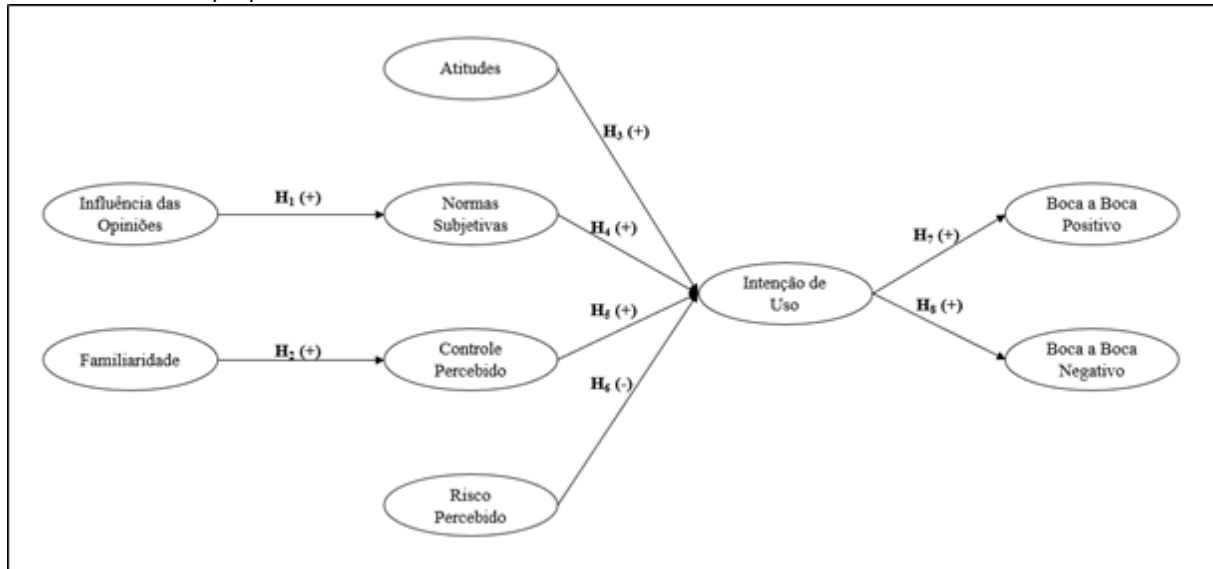 Atitudes
H₃ (+)
Influência das
Opiniões
H₁ (+)
Normas
Subjetivas
H₄ (+)
Boca a Boca
Positivo
H₇ (+)
Intenção de
Uso
H₅ (+)
H₈ (+)
Familiaridade
H₂ (+)
Controle
Percebido
H₆ (-)
Boca a Boca
Negativo
Risco
Percebido